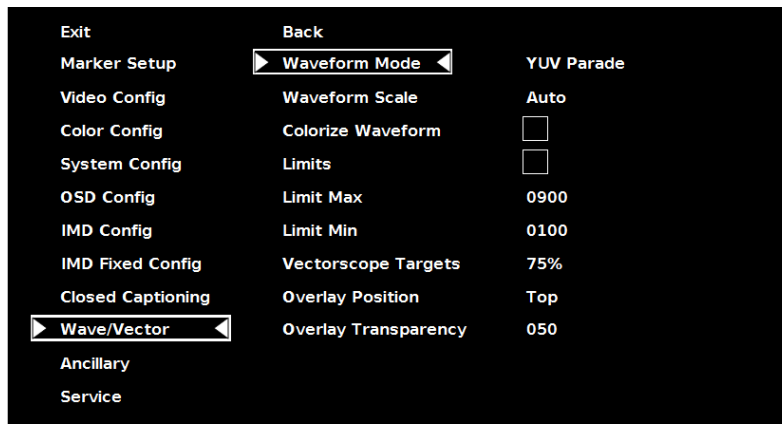 Exit Back
Marker Setup Waveform Mode YUV Parade
Video Config Waveform Scale Auto
Color Config Colorize Waveform
System Config Limits
OSD Config Limit Max 0900
IMD Config Limit Min 0100
IMD Fixed Config Vectorscope Targets 75%
Closed Captioning Overlay Position Top
Wave/Vector Overlay Transparency 050
Ancillary
Service